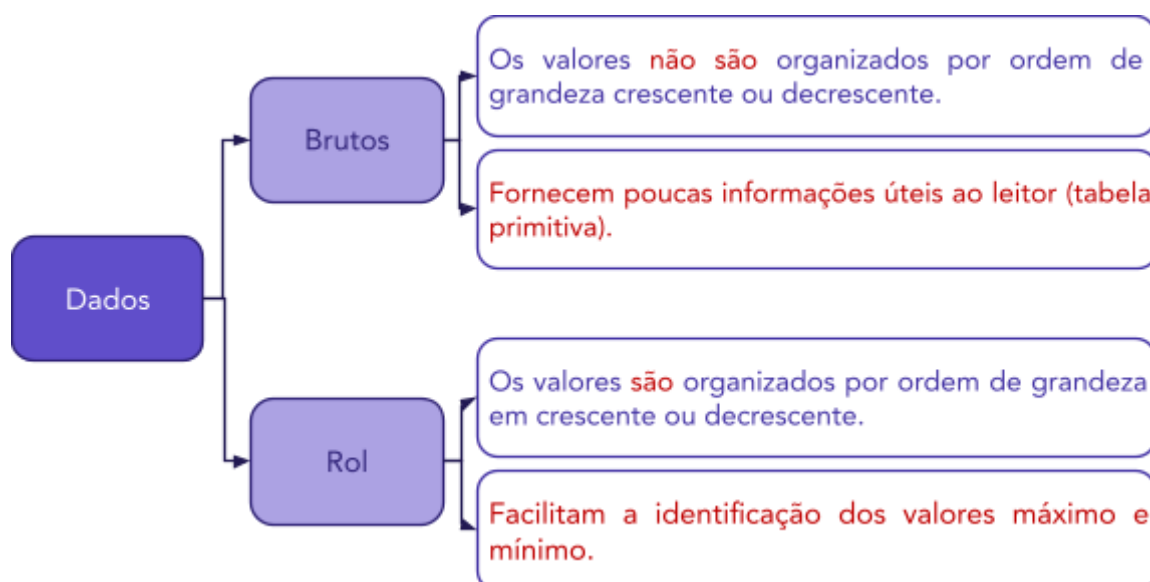 Dados
Brutos
Os valores não são organizados por ordem de
grandeza crescente ou decrescente.
Fornecem poucas informações úteis ao leitor (tabela
primitiva).
Rol
Os valores são organizados por ordem de grandeza
em crescente ou decrescente.
Facilitam a identificação dos valores máximo e
mínimo.